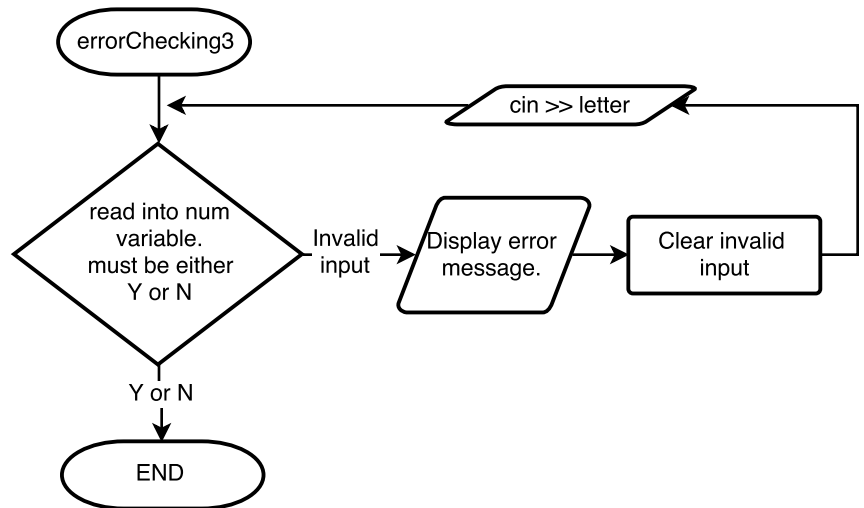 errorChecking3
cin >> letter
read into num
variable.
must be either
Y or N
Invalid
input
Display error
message.
Clear invalid
input
Y or N
END